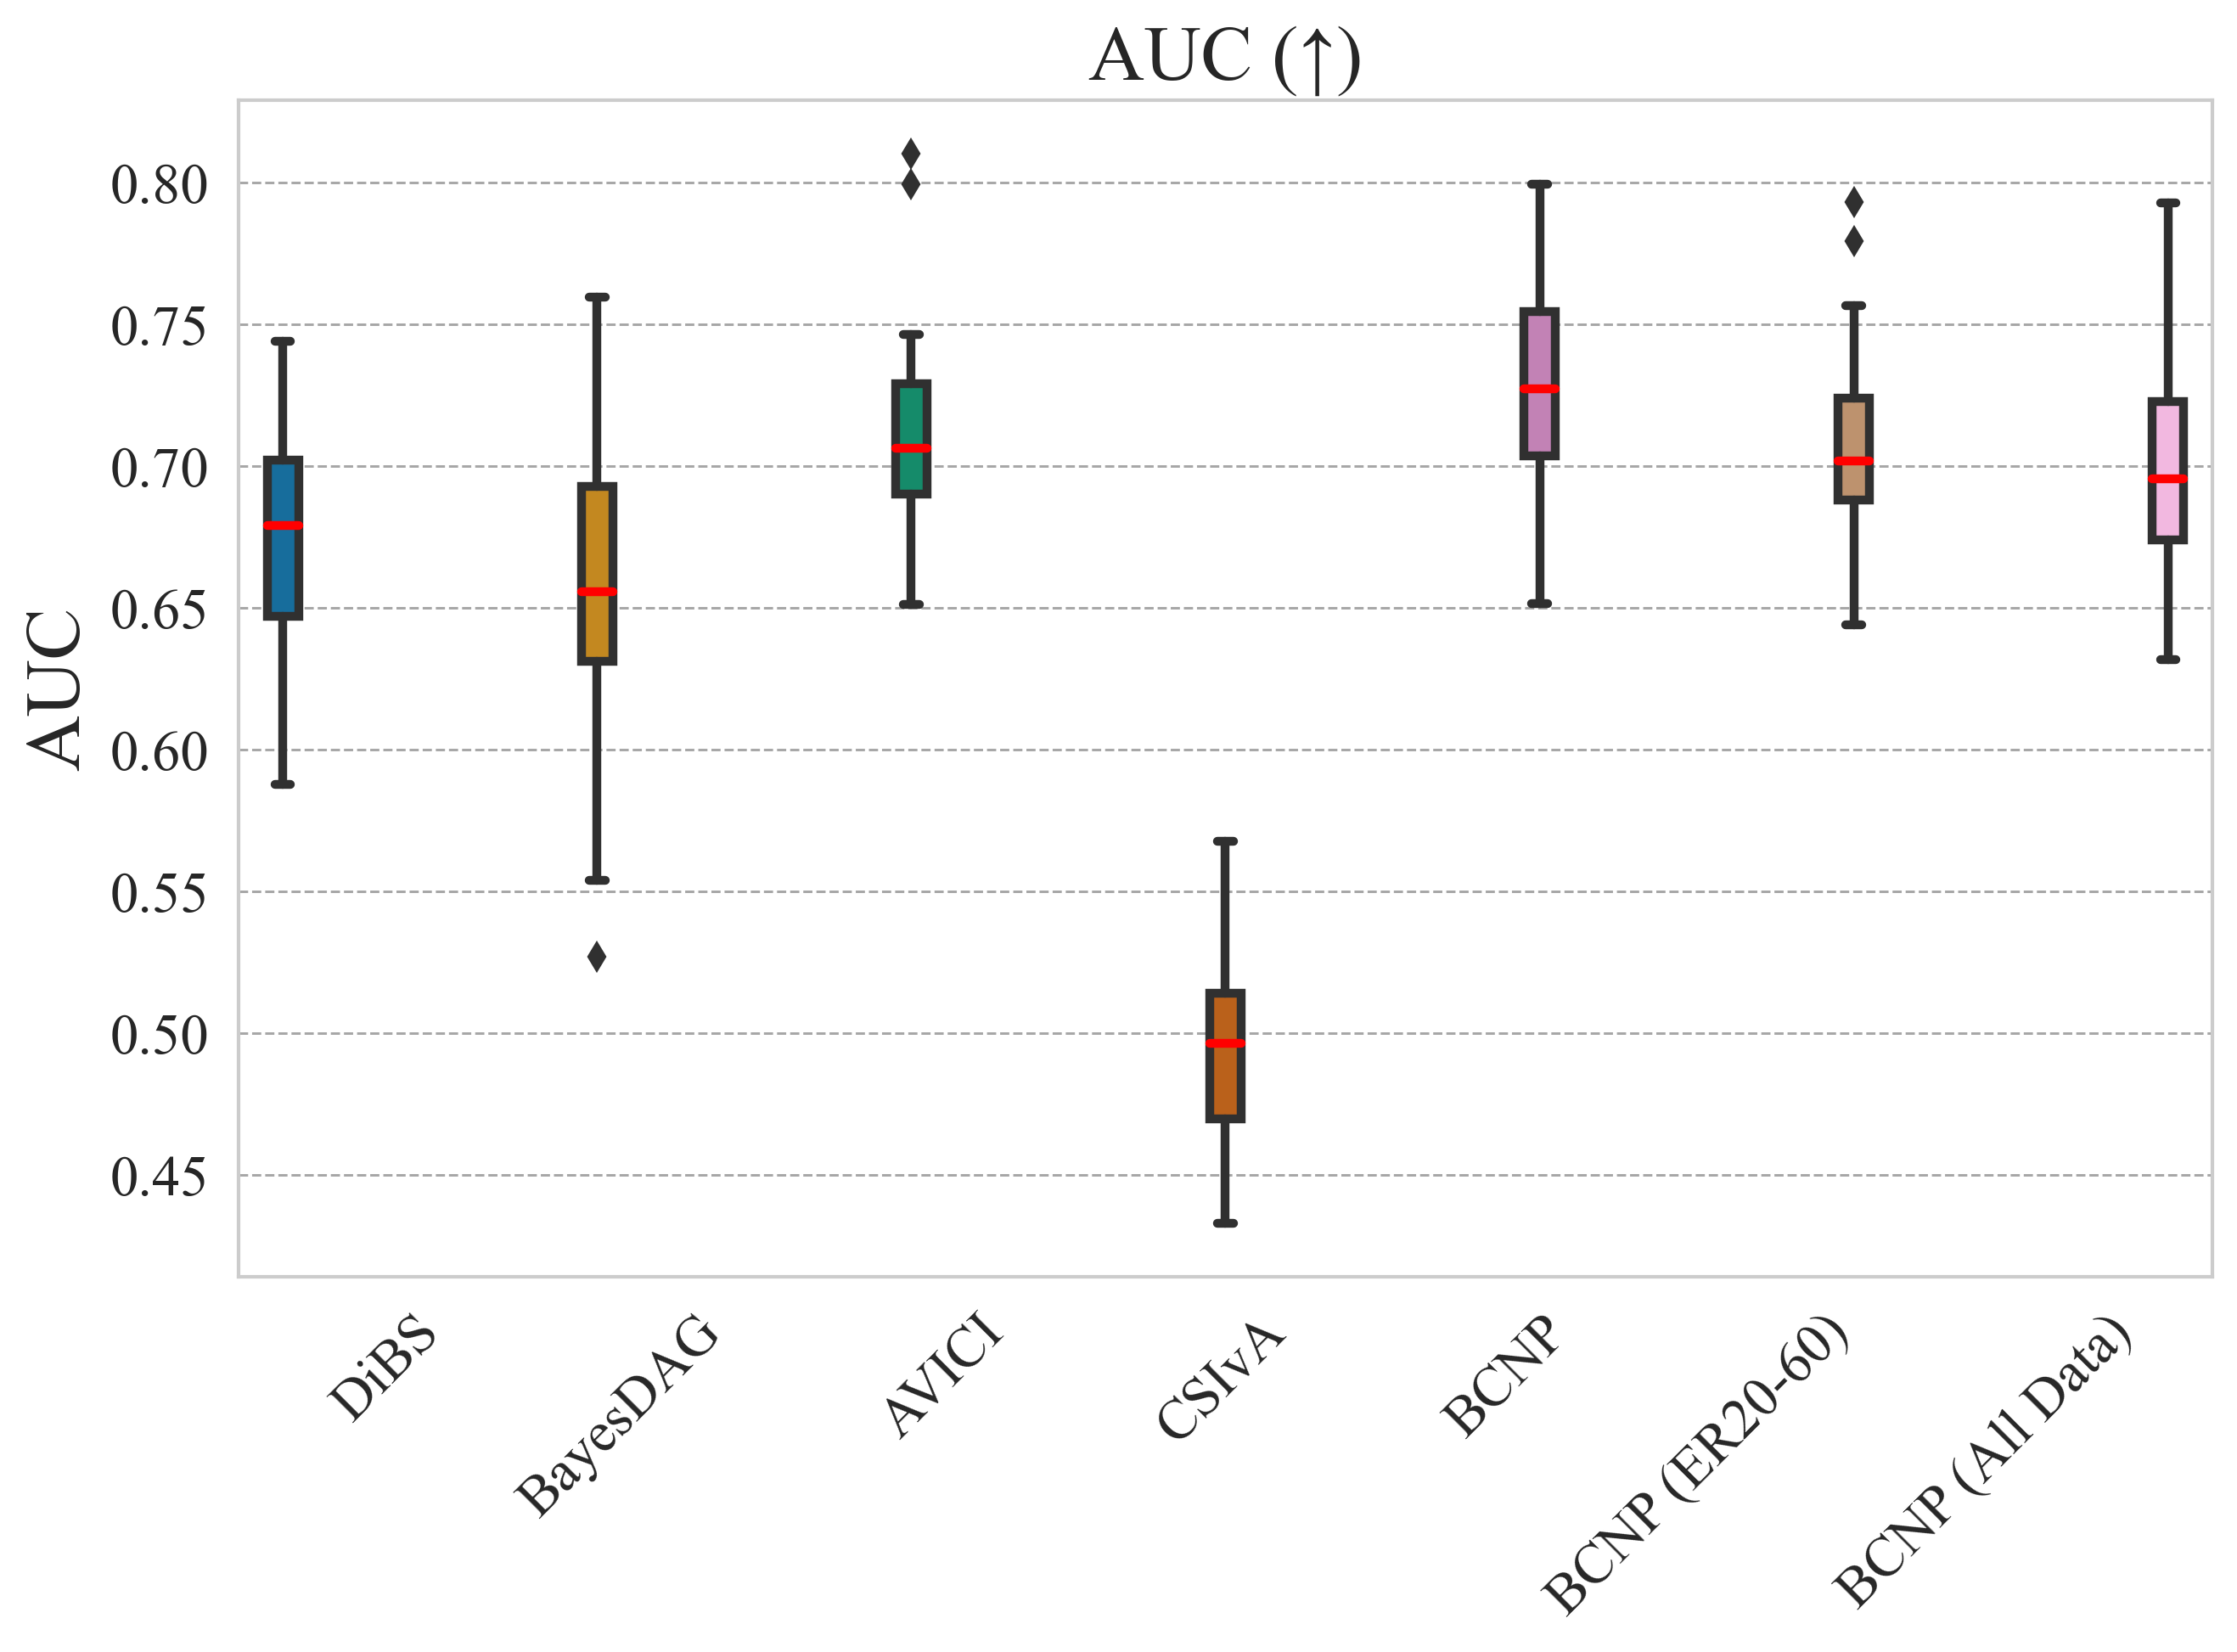 AUC (↑)
AUC
0.80
0.75
0.70
0.65
0.60
0.55
0.50
0.45
DiBS
BayesDAG
AVICI
CSIvA
BCNP
BCNP (ER20-60))
BCNP (All Data)